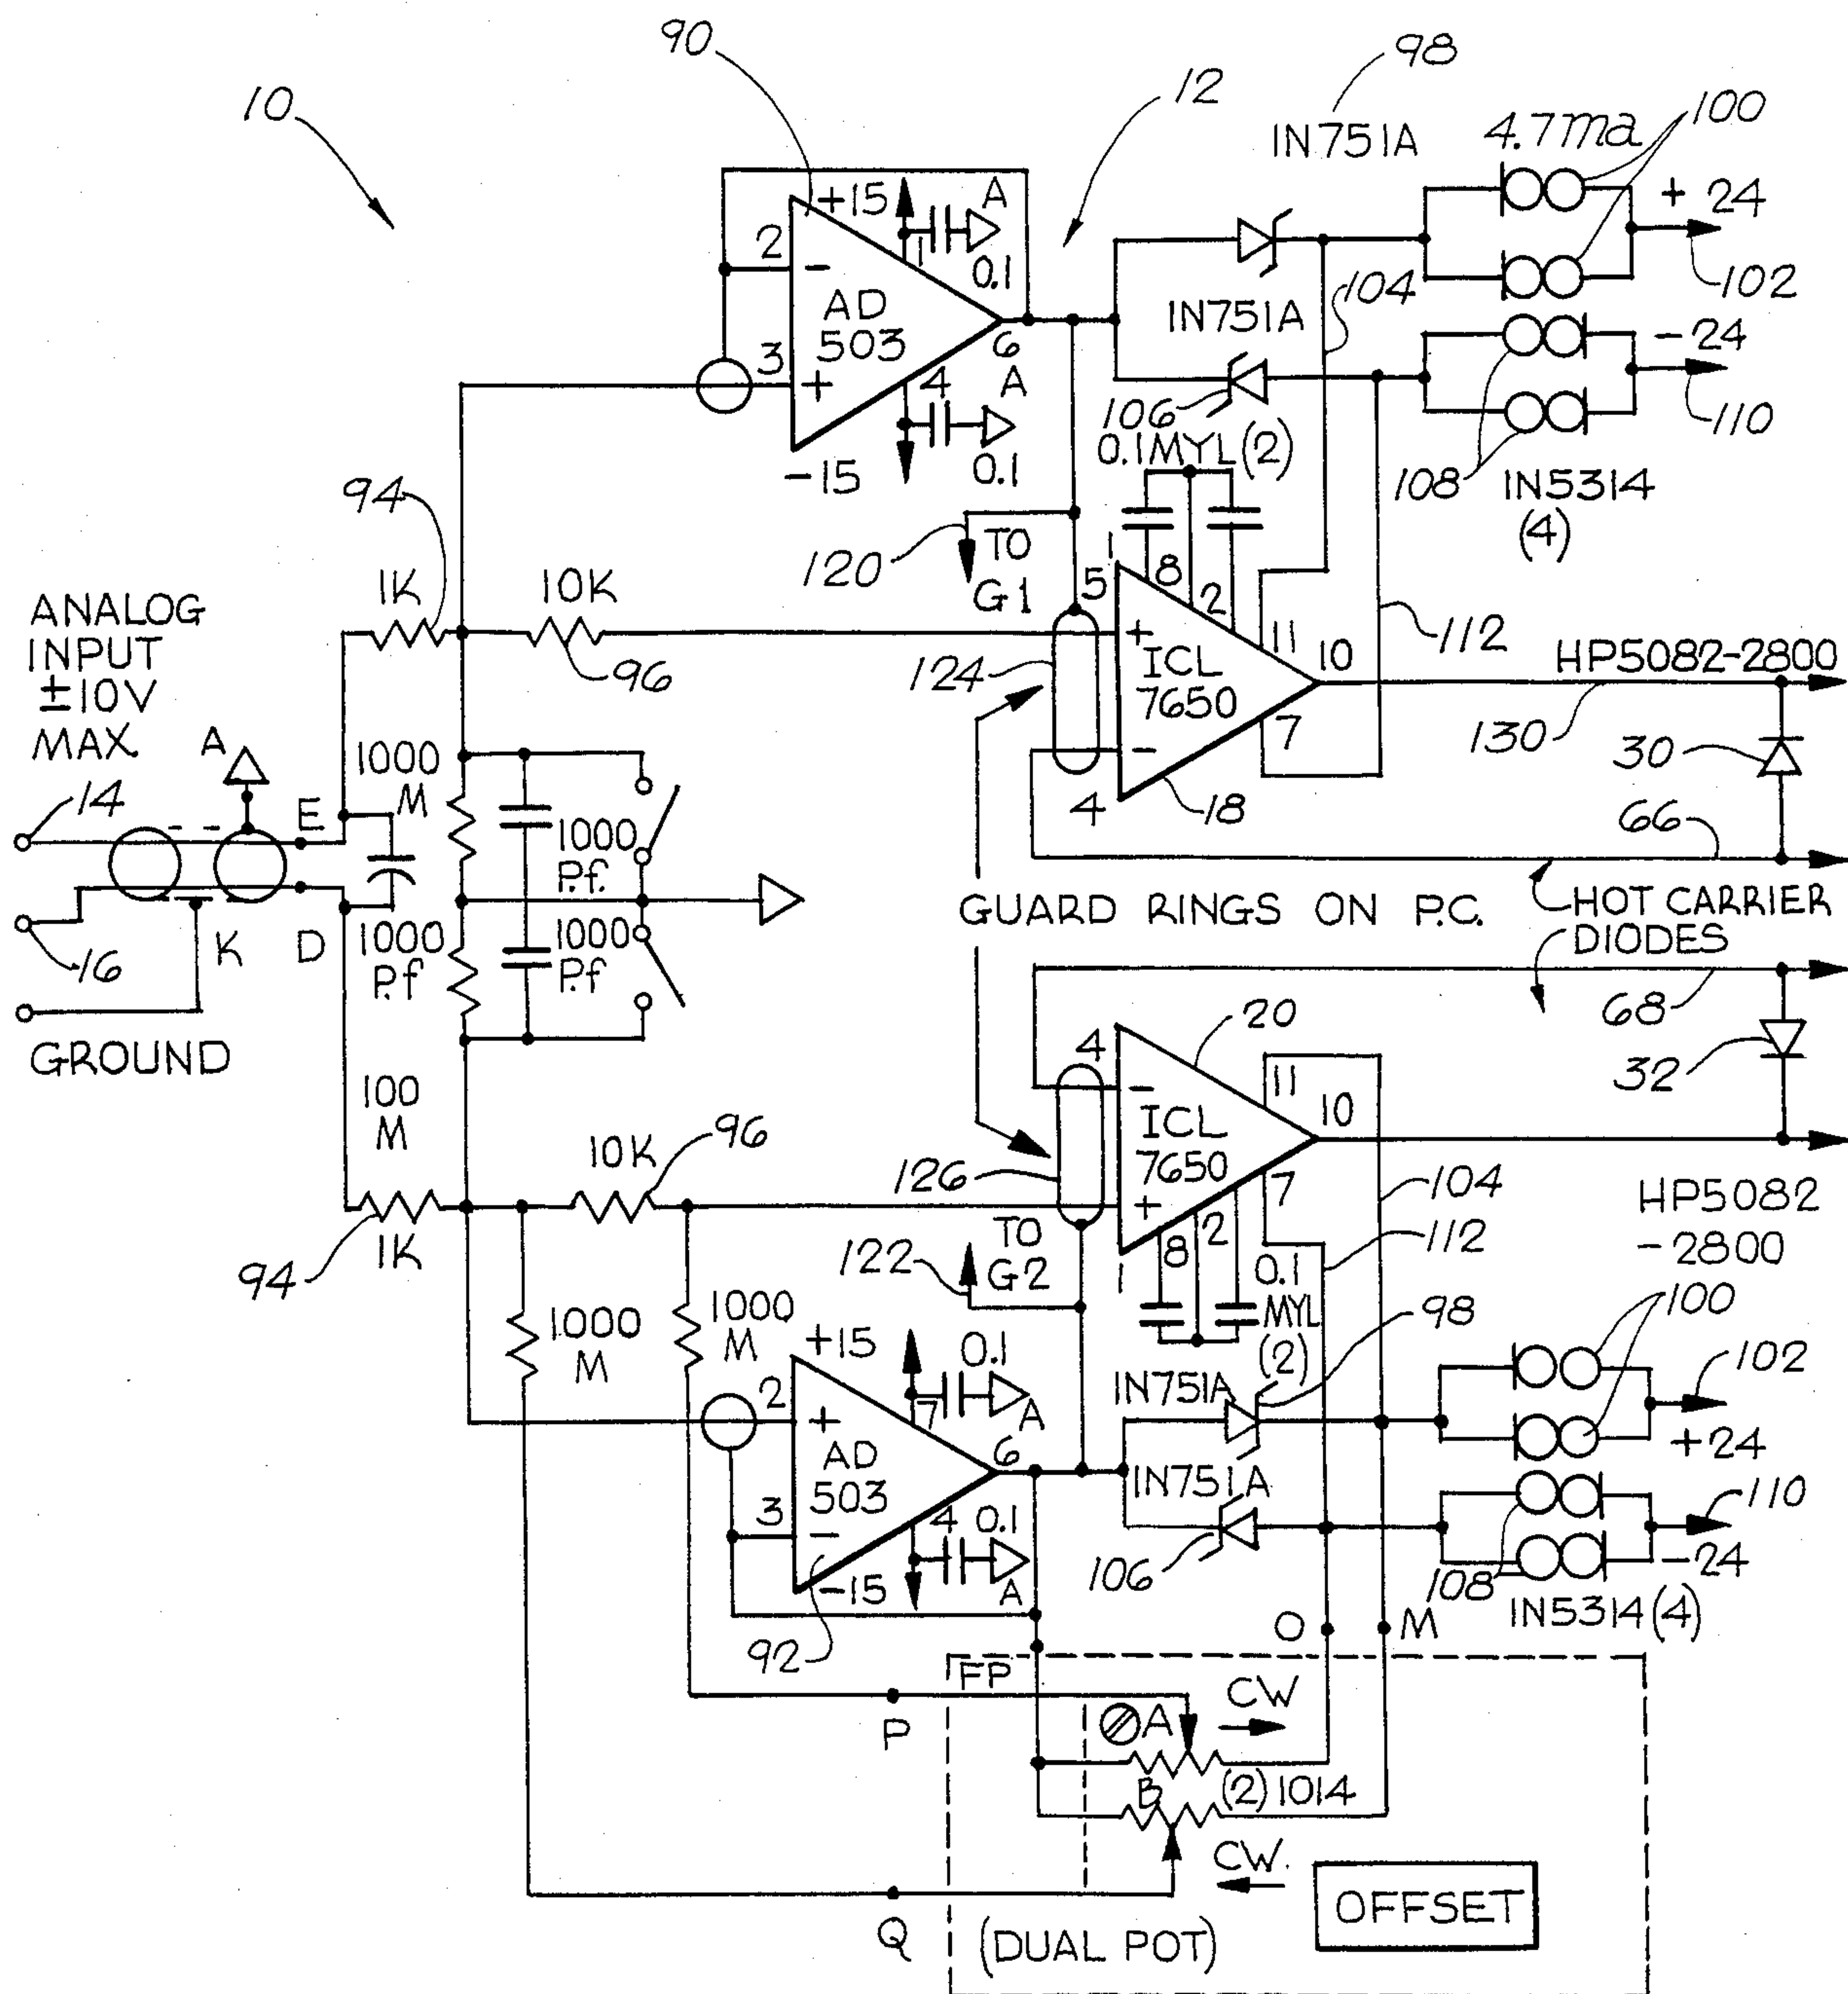 90
98
10
12
IN751A
4.7ma
100
+15
A
+ 24
2
−
1
0.1
102
AD
503
104
IN751A
6
3
+
4
A
- 24
106
110
-15
0.1
0.1 MYL (2)
108
IN5314
(4)
94
120
TO
G1
1
8
5
2
1K
10K
ANALOG
INPUT
±10V
MAX.
+
ICL
7650
11
10
112
HP5082-2800
96
124
−
7
130
30
A
1000
M
14
E
4
18
66
1000
P.f.
GUARD RINGS ON P.C.
HOT CARRIER
DIODES
16
K
D
1000
P.f
1000
P.f
68
GROUND
20
32
100
M
4
−
11
10
ICL
7650
10K
96
126
+
7
104
HP5082
-2800
94
1K
TO
G2
122
1
8
2
0.1
MYL
(2)
112
98
100
1000
M
1000
M
+15
0.1
102
IN751A
2
+
7
A
+24
AD
503
6
IN751A
3
−
4
0.1
110
-15
A
106
108
-24
IN5314 (4)
92
O
M
FP
P
A
CW
B
(2) 1014
CW.
OFFSET
Q
(DUAL POT)